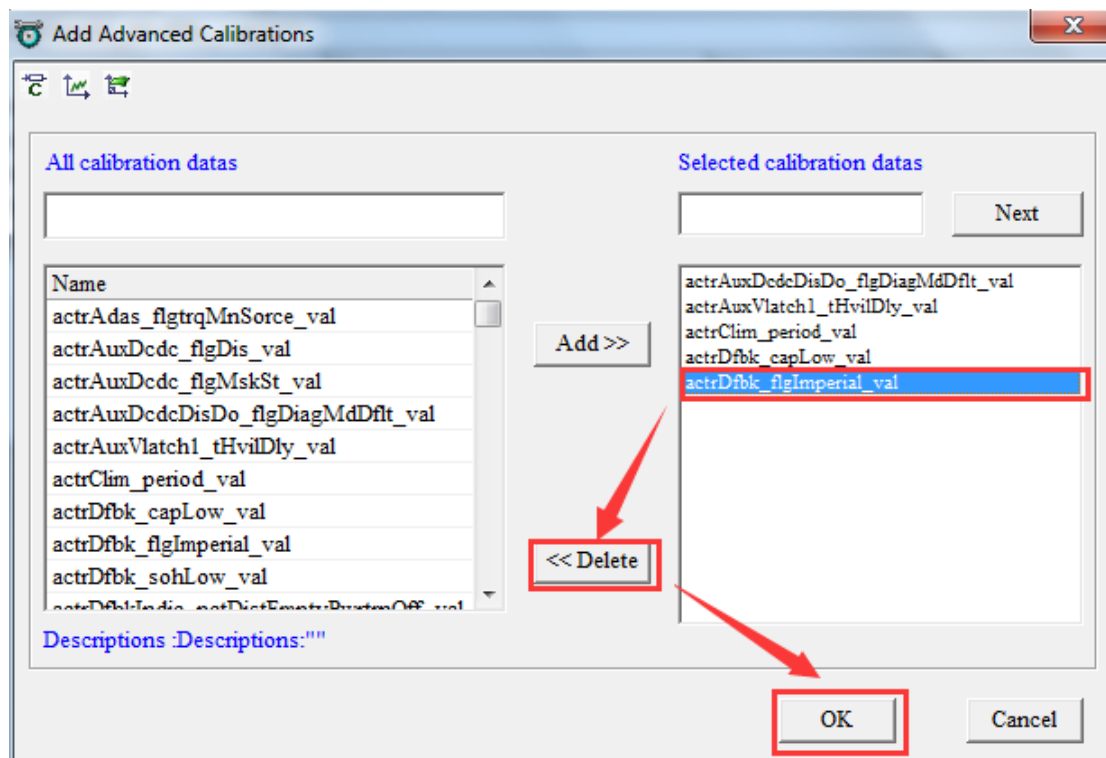 Add Advanced Calibrations
All calibration datas
Selected calibration datas
Next
Name
actrAdas_flgtrqMnSorce_val
actrAuxDcdc_flgDis_val
actrAuxDcdc_flgMskSt_val
actrAuxDcdcDisDo_flgDiagMdDflt_val
actrAuxVlatch1_tHvilDly_val
actrClim_period_val
actrDfbk_capLow_val
actrDfbk_flgImperial_val
actrDfbk_sohLow_val
Add >>
<< Delete
actrAuxDcdcDisDo_flgDiagMdDflt_val
actrAuxVlatch1_tHvilDly_val
actrClim_period_val
actrDfbk_capLow_val
actrDfbk_flgImperial_val
Descriptions :Descriptions:""
OK
Cancel